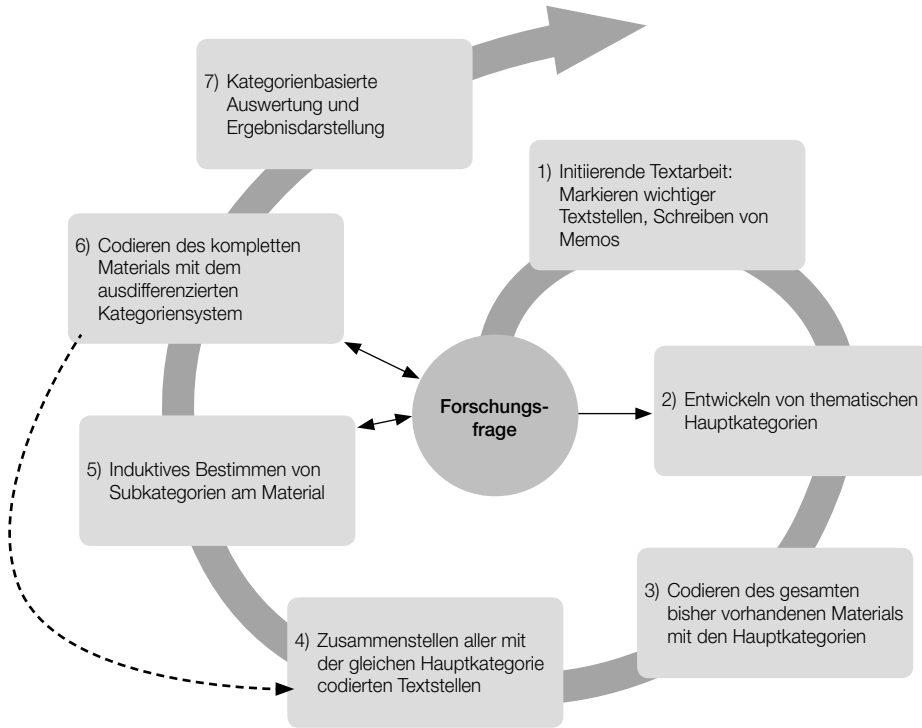 7) Kategorienbasierte
Auswertung und
Ergebnisdarstellung
1) Initiierende Textarbeit:
Markieren wichtiger
Textstellen, Schreiben von
Memos
6) Codieren des kompletten
Materials mit dem
ausdifferenzierten
Kategoriensystem
Forschungs-
frage
2) Entwickeln von thematischen
Hauptkategorien
5) Induktives Bestimmen von
Subkategorien am Material
3) Codieren des gesamten
bisher vorhandenen Materials
mit den Hauptkategorien
4) Zusammenstellen aller mit
der gleichen Hauptkategorie
codierten Textstellen